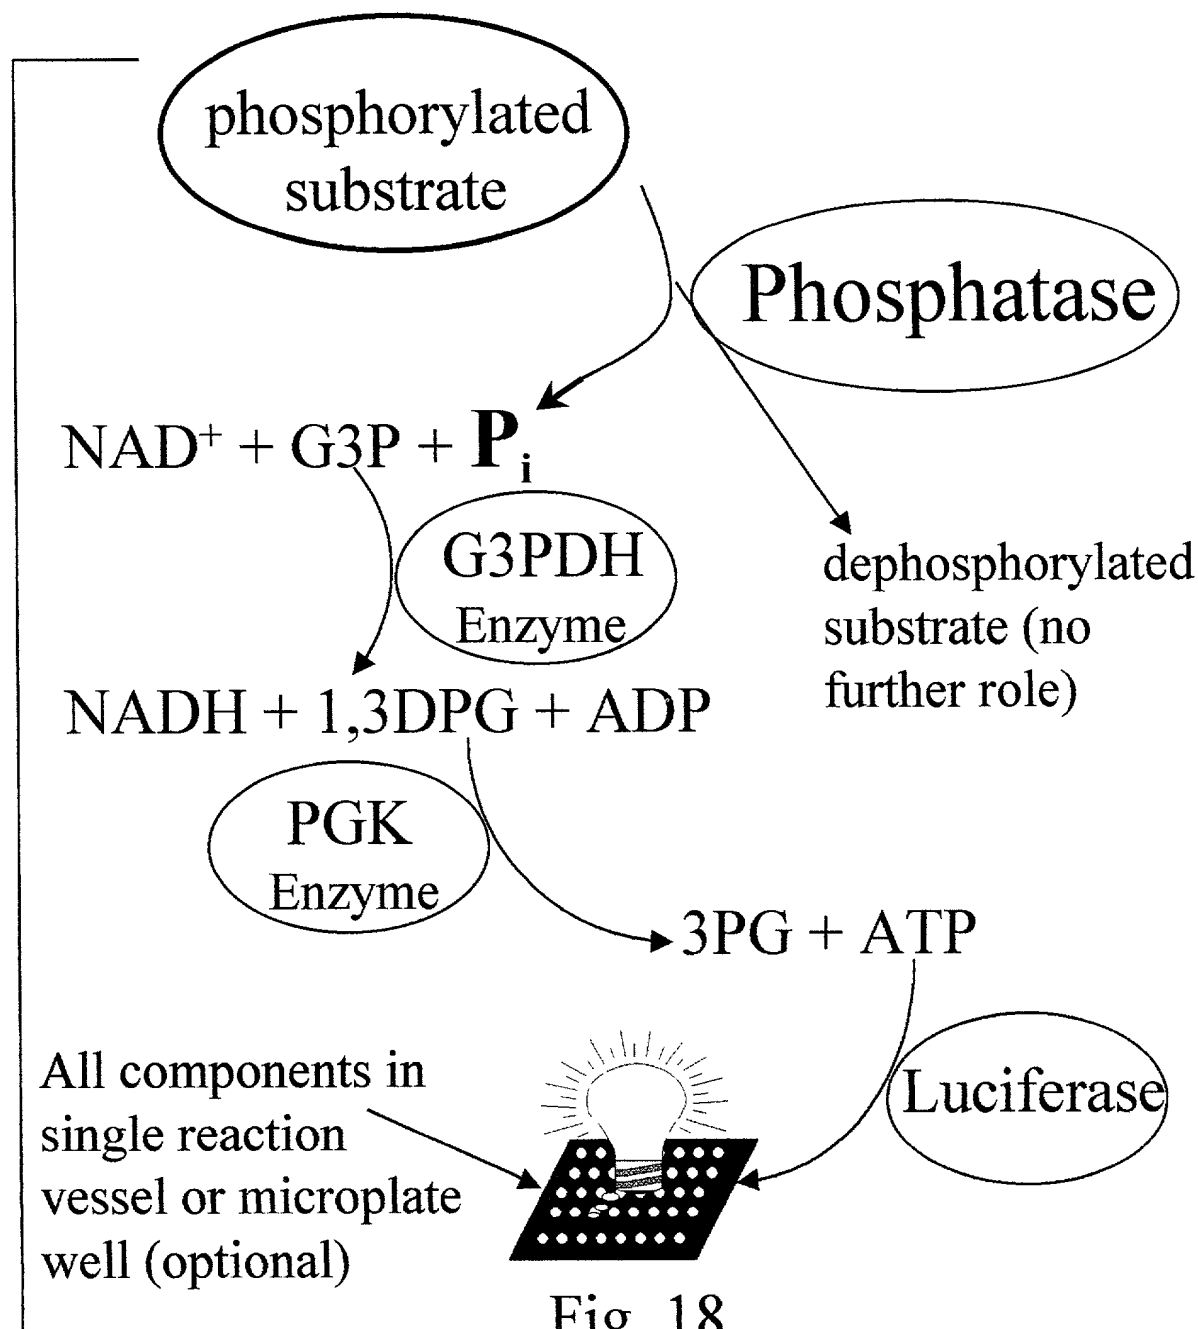 phosphorylated
substrate
Phosphatase
NAD⁺ + G3P + Pᵢ
G3PDH
Enzyme
dephosphorylated
substrate (no
further role)
NADH + 1,3DPG + ADP
PGK
Enzyme
3PG + ATP
Luciferase
All components in
single reaction
vessel or microplate
well (optional)
Fig. 18